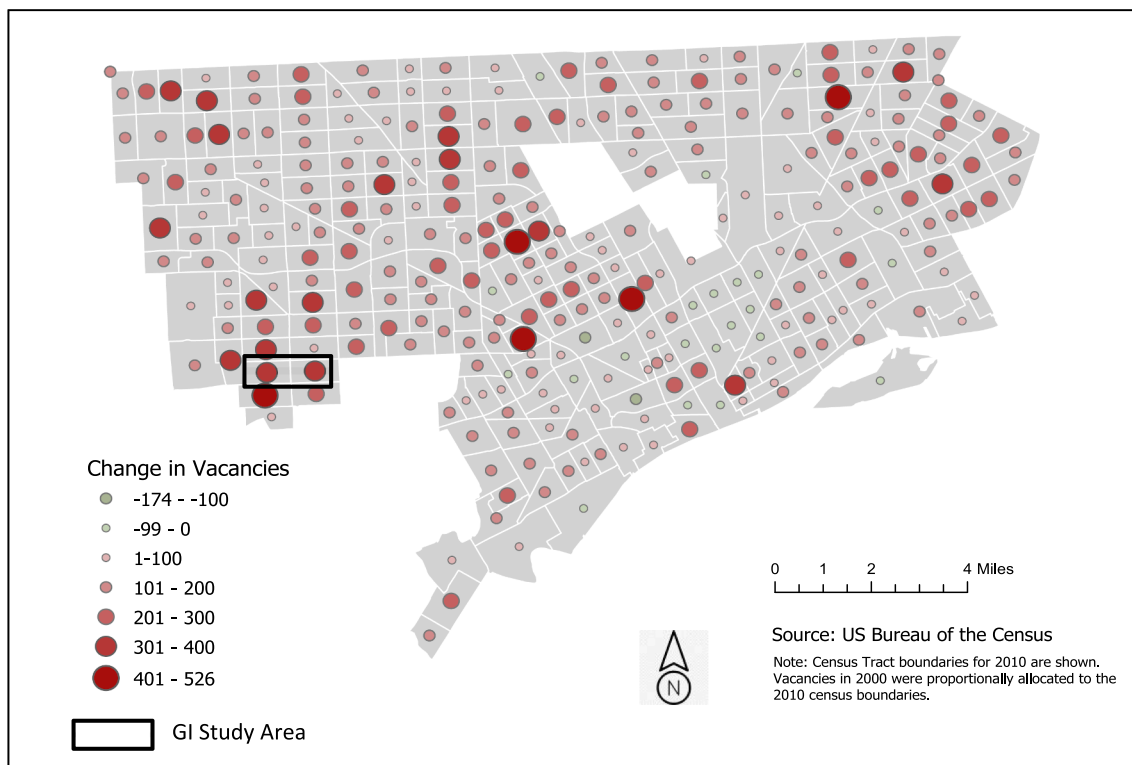 Change in Vacancies
-174 - -100
-99 - 0
1-100
101 - 200
201 - 300
301 - 400
401 - 526
GI Study Area
0 1 2 4 Miles
N
Source: US Bureau of the Census
Note: Census Tract boundaries for 2010 are shown.
Vacancies in 2000 were proportionally allocated to the
2010 census boundaries.